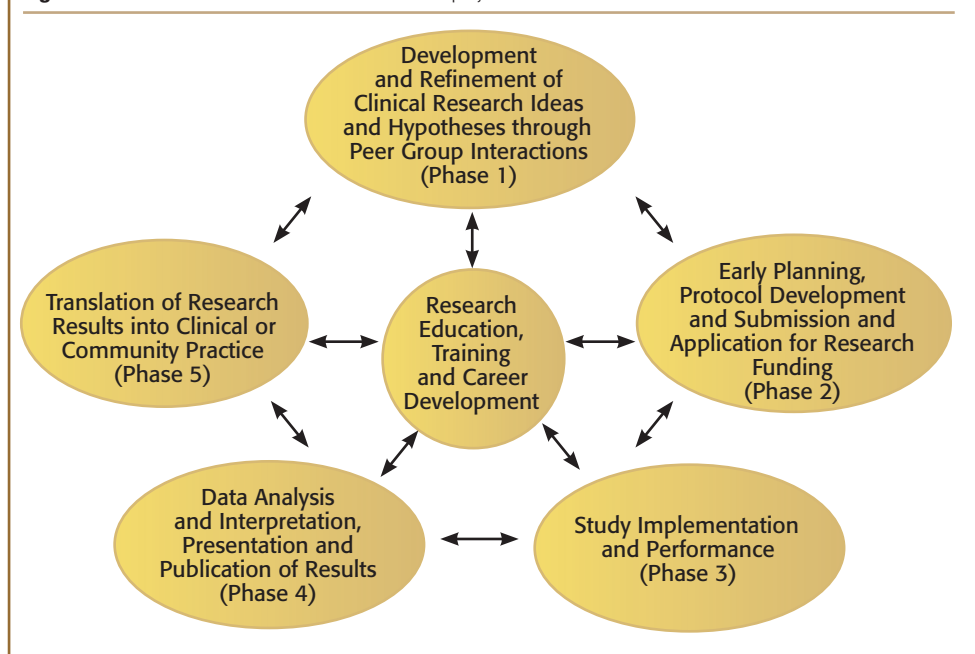 Development
and Refinement of
Clinical Research Ideas
and Hypotheses through
Peer Group Interactions
(Phase 1)
Early Planning,
Protocol Development
and Submission and
Application for Research
Funding
(Phase 2)
Translation of Research
Results into Clinical or
Community Practice
(Phase 5)
Research
Education,
Training
and Career
Development
Data Analysis
and Interpretation,
Presentation and
Publication of Results
(Phase 4)
Study Implementation
and Performance
(Phase 3)